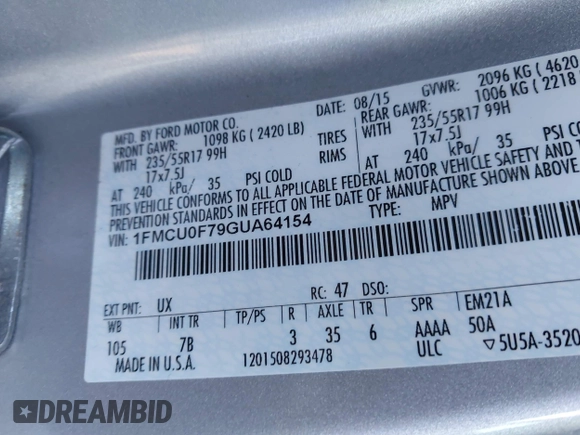 MFD. BY FORD MOTOR CO.
DATE: 08/15 GVWR: 2096 KG ( 4620
FRONT GAWR: 1098 KG ( 2420 LB)
REAR GAWR: 1006 KG ( 2218
WITH 235/55R17 99H TIRES WITH 235/55R17 99H
17x7.5J RIMS 17x7.5J
AT 240 kPa/ 35 PSI COLD AT 240 kPa/ 35 PSI COLD
THIS VEHICLE CONFORMS TO ALL APPLICABLE FEDERAL MOTOR VEHICLE SAFETY AND
PREVENTION STANDARDS IN EFFECT ON THE DATE OF MANUFACTURE SHOWN ABOVE.
VIN: 1FMCU0F79GUA64154 TYPE: MPV
EXT PNT: UX RC: 47 DSO:
WB INT TR TP/PS R AXLE TR SPR EM21A
105 7B 3 35 6 AAAA 50A
MADE IN U.S.A. 1201508293478 ULC ▽5U5A-3520
DREAMBID